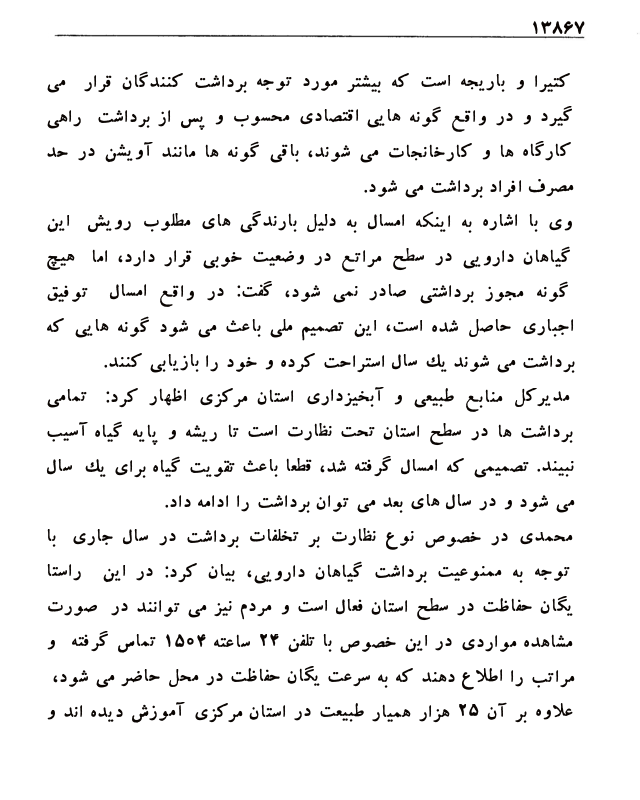 ۱۳۸۶۷
کتیرا و باریجه است که بیشتر مورد توجه برداشت کنندگان قرار می
گیرد و در واقع گونه هایی اقتصادی محسوب و پس از برداشت راهی
کارگاه ها و کارخانجات می شوند، باقی گونه ها مانند آویشن در حد
مصرف افراد برداشت می شود.
وی با اشاره به اینکه امسال به دلیل بارندگی های مطلوب رویش این
گیاهان دارویی در سطح مراتع در وضعیت خوبی قرار دارد، اما هیچ
گونه مجوز برداشتی صادر نمی شود، گفت: در واقع امسال توفیق
اجباری حاصل شده است، این تصمیم ملی باعث می شود گونه هایی که
برداشت می شوند یك سال استراحت کرده و خود را بازیابی کنند.
مدیرکل منابع طبیعی و آبخیزداری استان مرکزی اظهار کرد: تمامی
برداشت ها در سطح استان تحت نظارت است تا ریشه و پایه گیاه آسیب
نبیند. تصمیمی که امسال گرفته شد، قطعا باعث تقویت گیاه برای یك سال
می شود و در سال های بعد می توان برداشت را ادامه داد.
محمدی در خصوص نوع نظارت بر تخلفات برداشت در سال جاری با
توجه به ممنوعیت برداشت گیاهان دارویی، بیان کرد: در این راستا
یگان حفاظت در سطح استان فعال است و مردم نیز می توانند در صورت
مشاهده مواردی در این خصوص با تلفن ۲۴ ساعته ۱۵۰۴ تماس گرفته و
مراتب را اطلاع دهند که به سرعت یگان حفاظت در محل حاضر می شود،
علاوه بر آن ۲۵ هزار همیار طبیعت در استان مرکزی آموزش دیده اند و